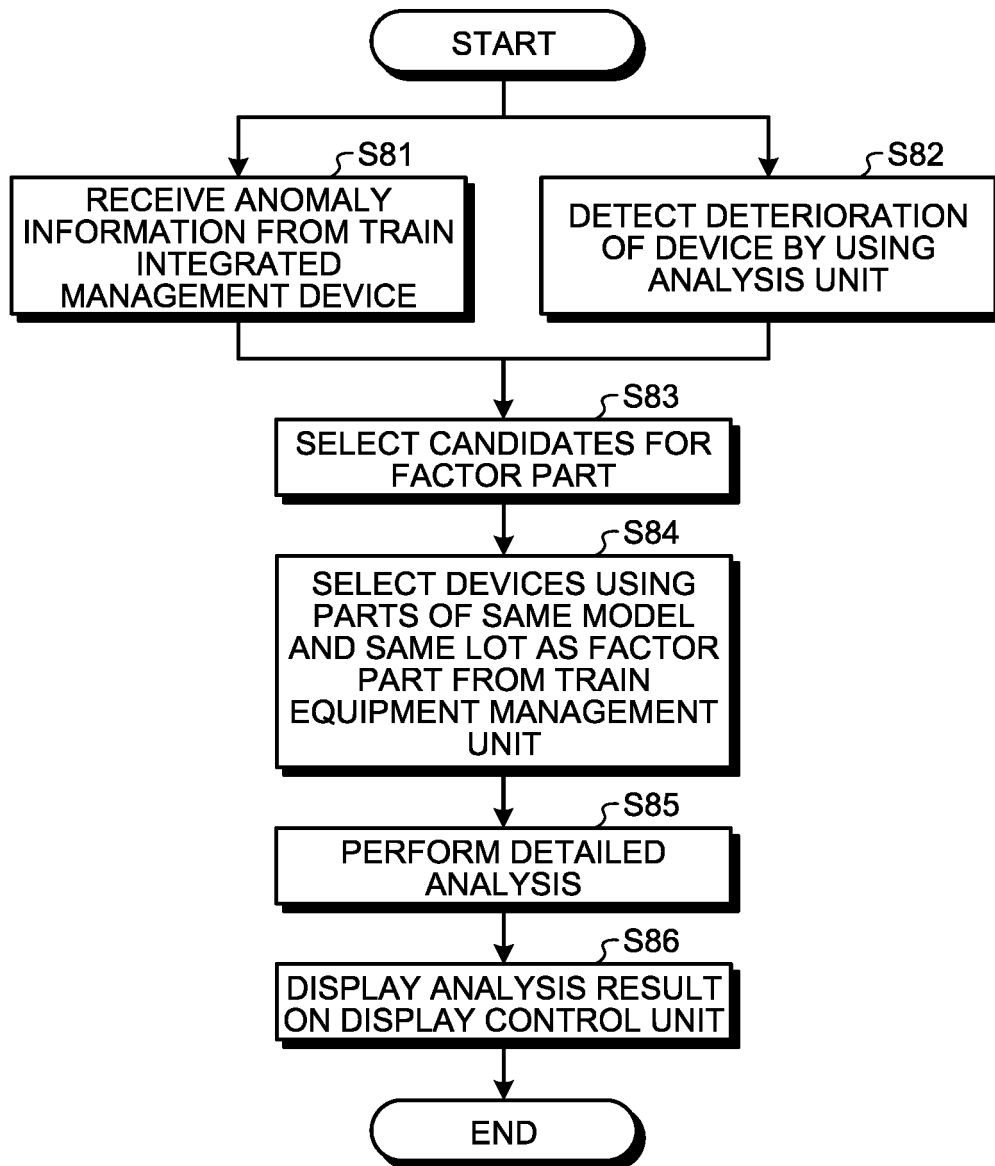 START
S81
RECEIVE ANOMALY
INFORMATION FROM TRAIN
INTEGRATED
MANAGEMENT DEVICE
S82
DETECT DETERIORATION
OF DEVICE BY USING
ANALYSIS UNIT
S83
SELECT CANDIDATES FOR
FACTOR PART
S84
SELECT DEVICES USING
PARTS OF SAME MODEL
AND SAME LOT AS FACTOR
PART FROM TRAIN
EQUIPMENT MANAGEMENT
UNIT
S85
PERFORM DETAILED
ANALYSIS
S86
DISPLAY ANALYSIS RESULT
ON DISPLAY CONTROL UNIT
END